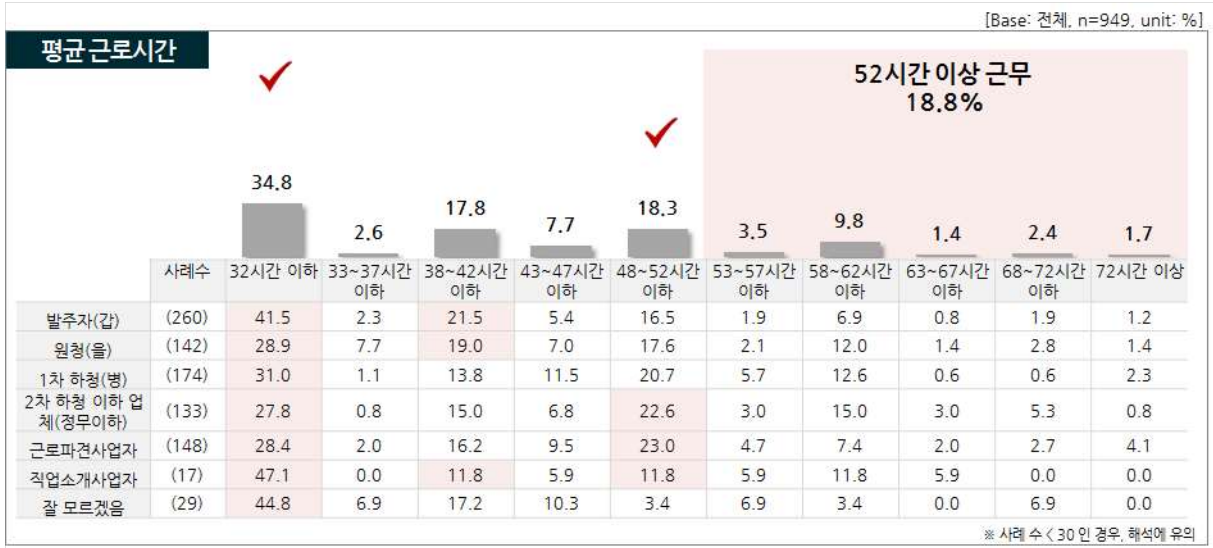 [Base: 전체, n=949, unit: %]
평균 근로시간
52시간 이상 근무
18.8%
34.8
2.6
17.8
7.7
18.3
3.5
9.8
1.4
2.4
1.7
사례수 32시간 이하 33~37시간 이하 38~42시간 이하 43~47시간 이하 48~52시간 이하 53~57시간 이하 58~62시간 이하 63~67시간 이하 68~72시간 이하 72시간 이상
발주자(갑) (260) 41.5 2.3 21.5 5.4 16.5 1.9 6.9 0.8 1.9 1.2
원청(을) (142) 28.9 7.7 19.0 7.0 17.6 2.1 12.0 1.4 2.8 1.4
1차 하청(병) (174) 31.0 1.1 13.8 11.5 20.7 5.7 12.6 0.6 0.6 2.3
2차 하청 이하 업체(정무이하) (133) 27.8 0.8 15.0 6.8 22.6 3.0 15.0 3.0 5.3 0.8
근로파견사업자 (148) 28.4 2.0 16.2 9.5 23.0 4.7 7.4 2.0 2.7 4.1
직업소개사업자 (17) 47.1 0.0 11.8 5.9 11.8 5.9 11.8 5.9 0.0 0.0
잘 모르겠음 (29) 44.8 6.9 17.2 10.3 3.4 6.9 3.4 0.0 6.9 0.0
※ 사례 수 < 30 인 경우, 해석에 유의